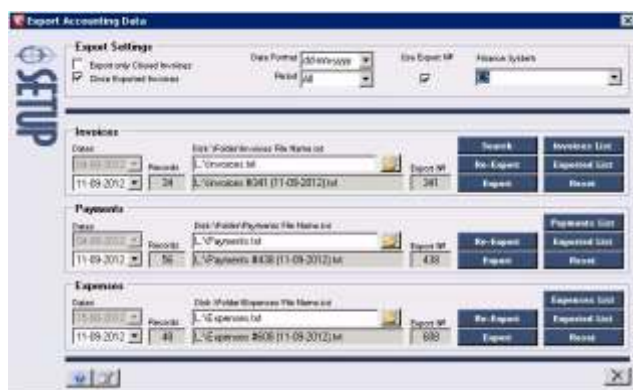 Export Accounting Data
SETUP
Export Settings
Export only Closed Invoices
Close Exported Invoices
Date Format dd-mm-yyyy
Period All
Use Export Nº
Finance System
Invoices
Dates
Disk:\Folder\Invoices File Name.txt
Search
Invoices List
Records
L:\Invoices.txt
Export Nº
Re-Export
Exported List
11-09-2012
34
L:\Invoices #341 (11-09-2012).txt
341
Export
Reset
Payments
Dates
Disk:\Folder\Payments File Name.txt
Payments List
Records
L:\Payments.txt
Export Nº
Re-Export
Exported List
11-09-2012
56
L:\Payments #438 (11-09-2012).txt
438
Export
Reset
Expenses
Dates
Disk:\Folder\Expenses File Name.txt
Expenses List
Records
L:\Expenses.txt
Export Nº
Re-Export
Exported List
11-09-2012
L:\Expenses #608 (11-09-2012).txt
608
Export
Reset